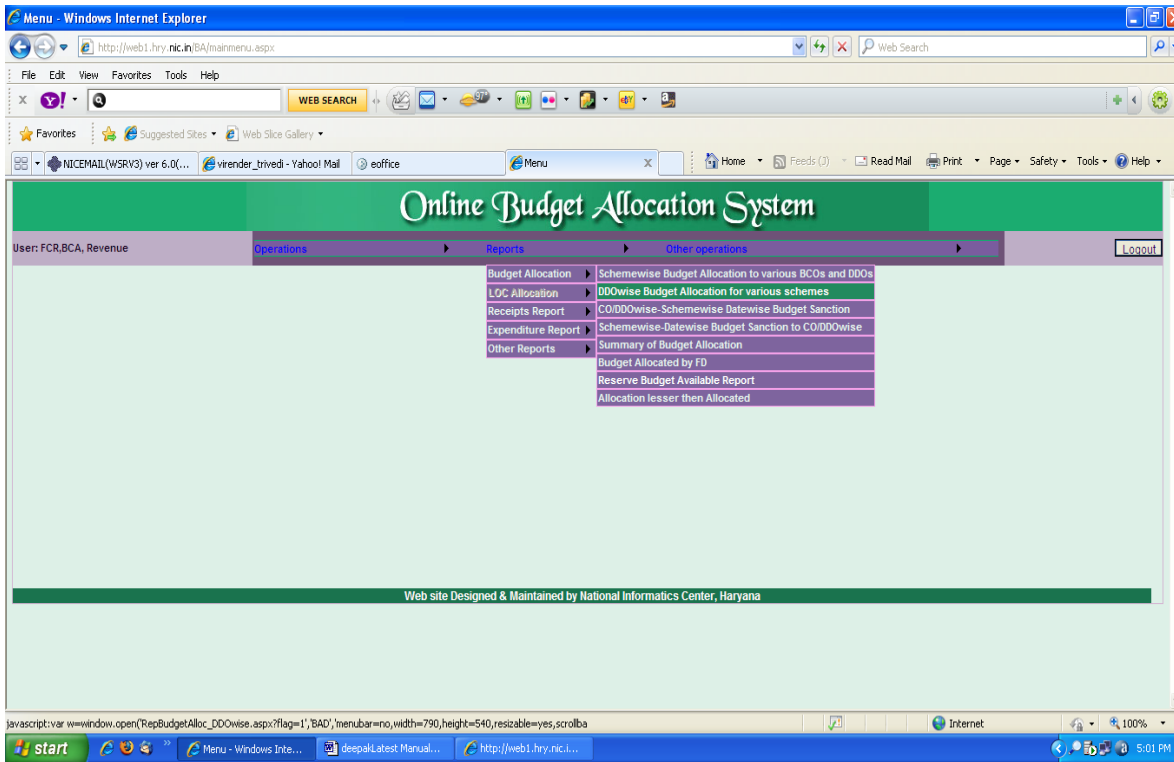 Menu - Windows Internet Explorer
http://web1.hry.nic.in/BA/mainmenu.aspx
Web Search
File Edit View Favorites Tools Help
x Y! WEB SEARCH
Favorites Suggested Sites Web Slice Gallery
NICEMAIL(WSRV3) ver 6.0(... virender_trivedi - Yahoo! Mail eoffice Menu x Home Feeds (J) Read Mail Print Page Safety Tools Help
Online Budget Allocation System
User: FCR,BCA, Revenue Operations Reports Other operations Logout
Budget Allocation Schemewise Budget Allocation to various BCOs and DDOs
LOC Allocation DDOwise Budget Allocation for various schemes
Receipts Report CO/DDOwise-Schemewise Datewise Budget Sanction
Expenditure Report Schemewise-Datewise Budget Sanction to CO/DDOwise
Other Reports Summary of Budget Allocation
Budget Allocated by FD
Reserve Budget Available Report
Allocation lesser then Allocated
Web site Designed & Maintained by National Informatics Center, Haryana
javascript:var w=window.open('RepBudgetAlloc_DDOwise.aspx?flag=1','BAD','menubar=no,width=790,height=540,resizable=yes,scrollba Internet 100%
start Menu - Windows Inte... deepakLatest Manual... http://web1.hry.nic.i... 5:01 PM